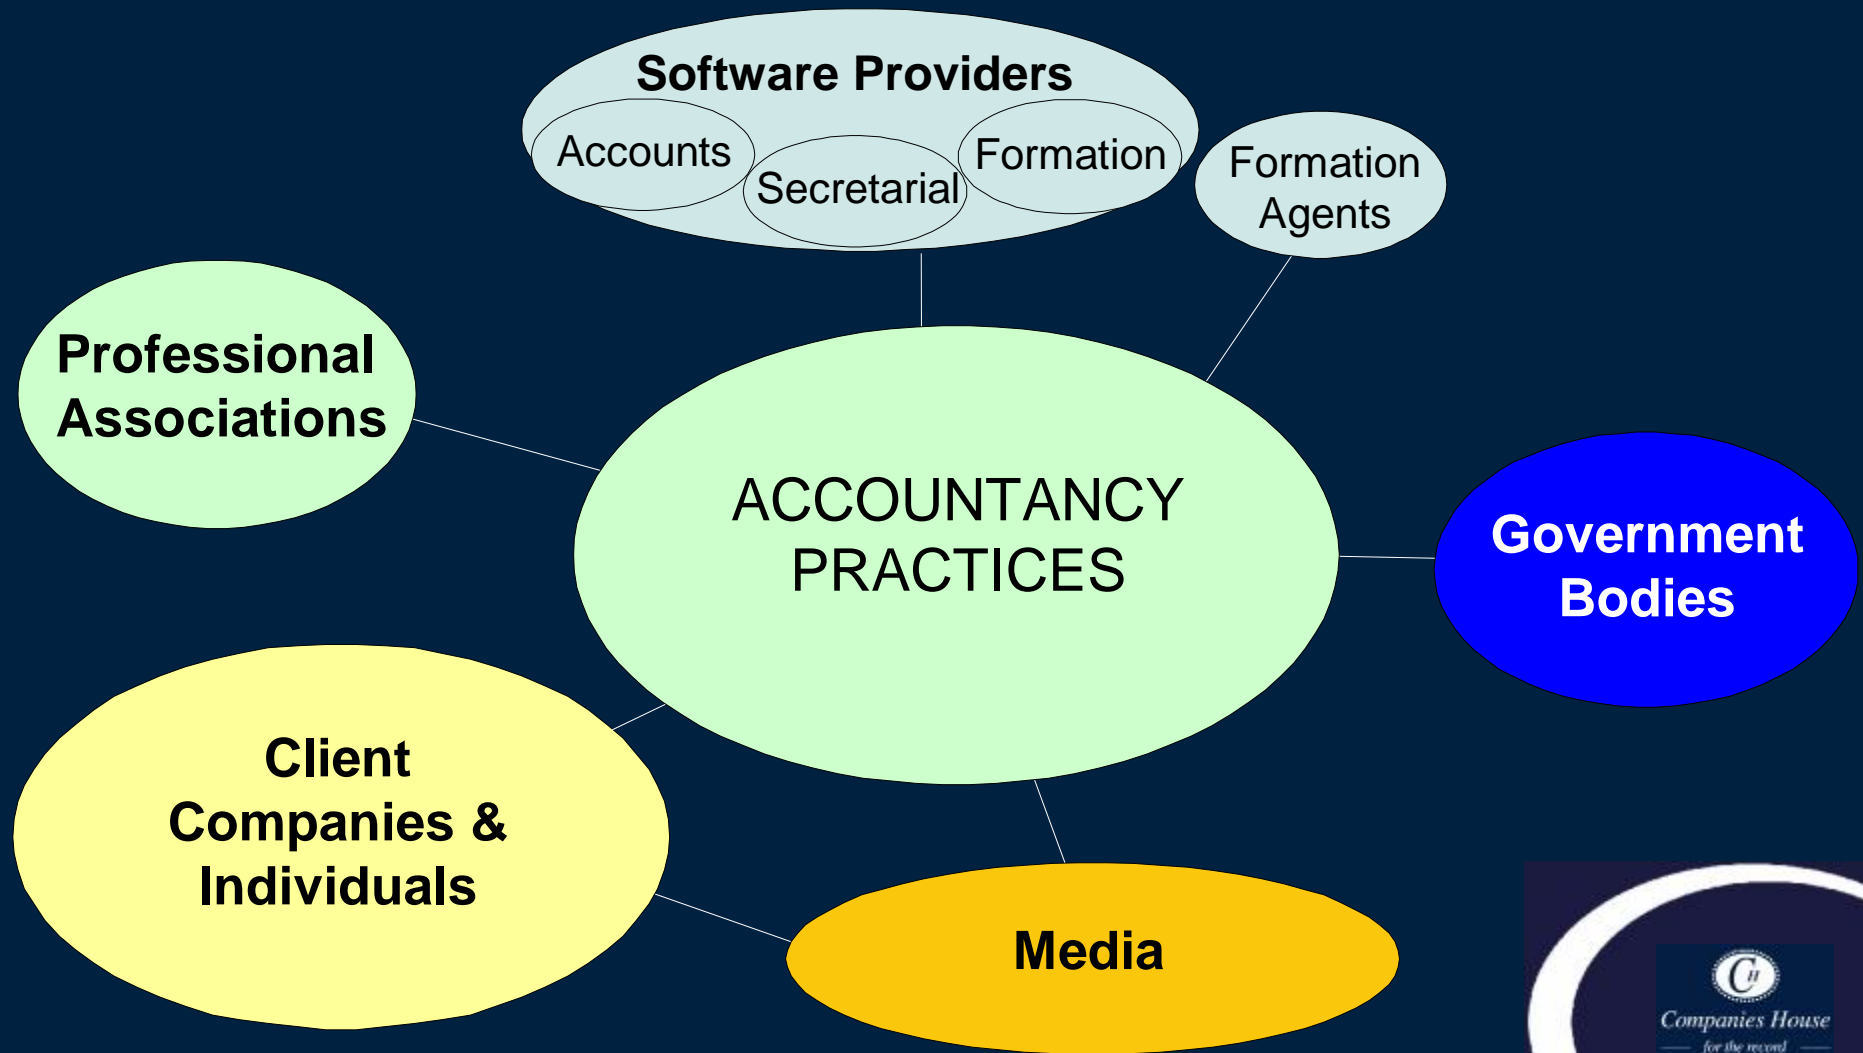 Software Providers
Accounts
Secretarial
Formation
Formation
Agents
Professional
Associations
ACCOUNTANCY
PRACTICES
Government
Bodies
Client
Companies &
Individuals
Media
CH
Companies House
for the record